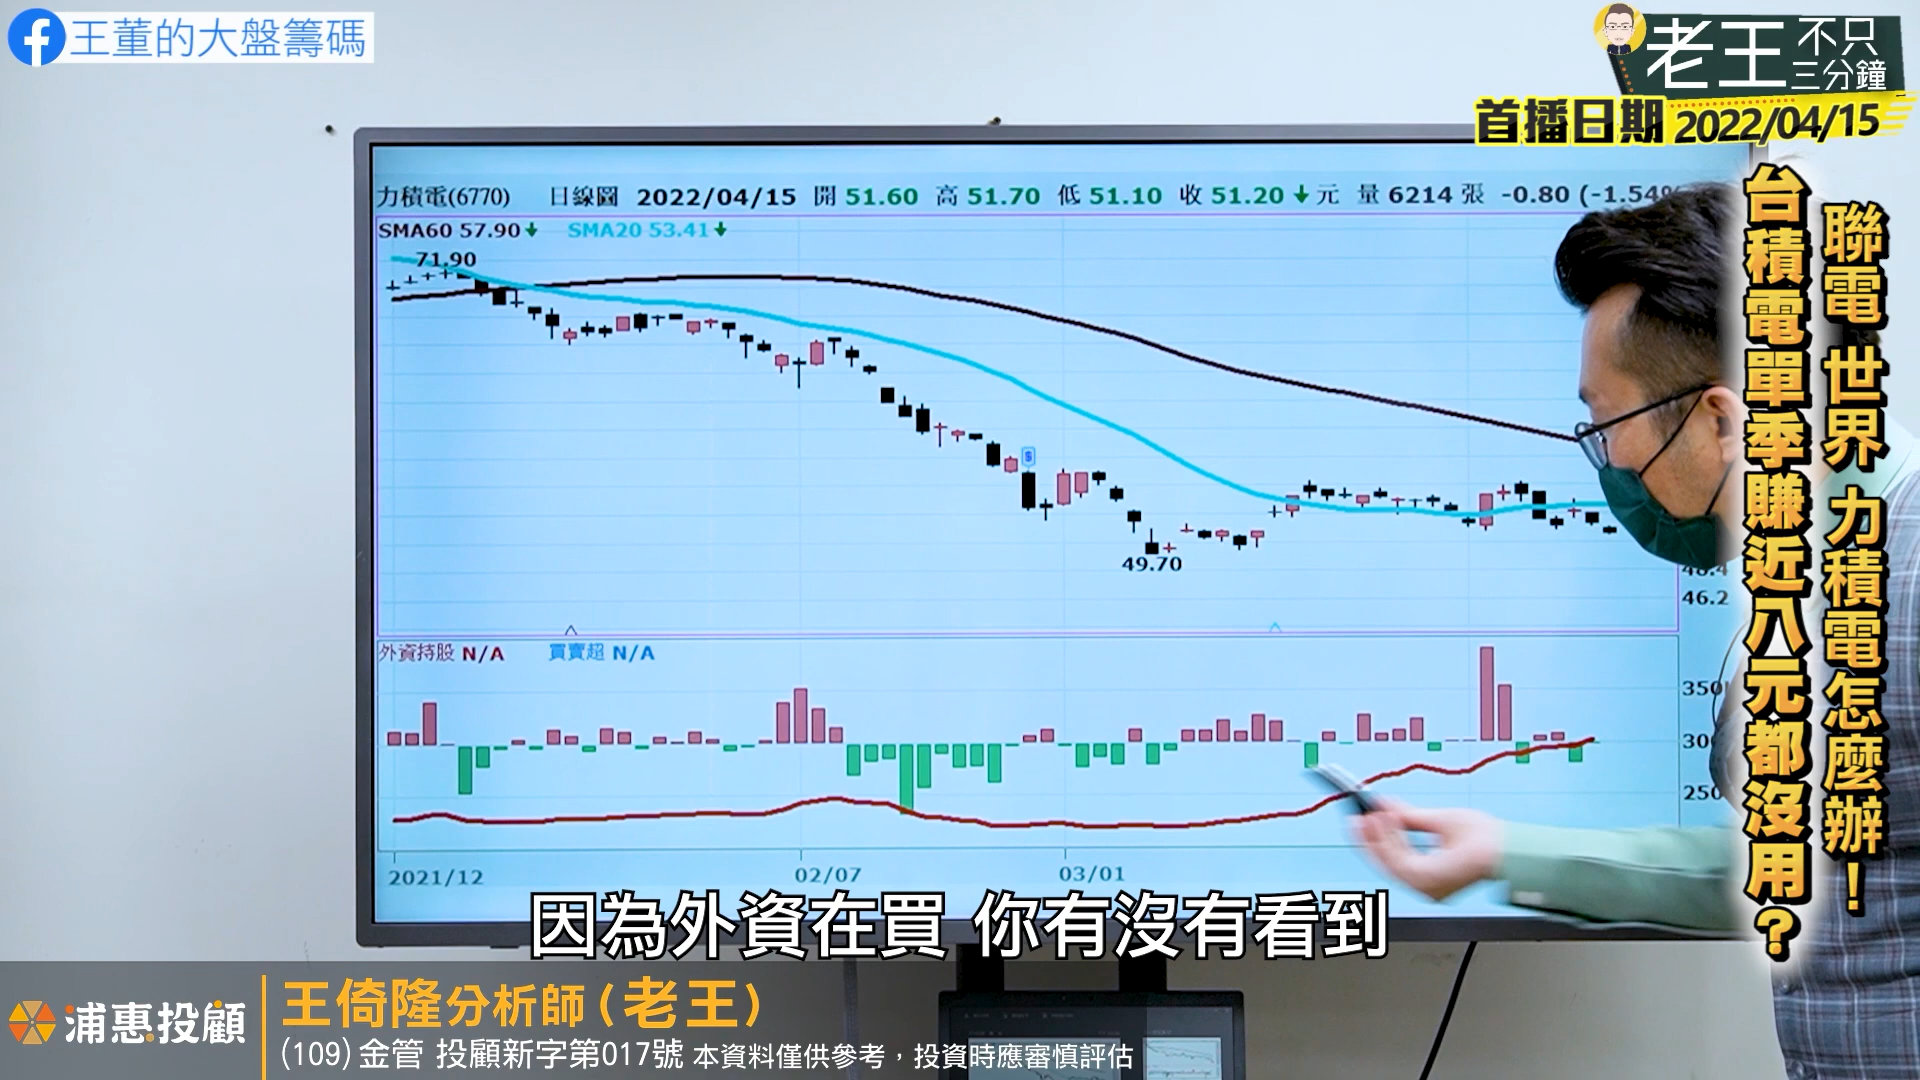 王董的大盤籌碼
老王不只三分鐘
首播日期 2022/04/15
聯電 世界 力積電怎麼辦！
台積電單季賺近八元都沒用？
力積電(6770) 日線圖 2022/04/15 開 51.60 高 51.70 低 51.10 收 51.20↓元 量 6214 張 -0.80 (-1.54%
SMA60 57.90↓ SMA20 53.41↓
71.90
49.70
46.2
外資持股 N/A 買賣超 N/A
350
300
250
2021/12 02/07 03/01
因為外資在買 你有沒有看到
浦惠投顧
王倚隆分析師(老王)
(109)金管 投顧新字第017號 本資料僅供參考，投資時應審慎評估